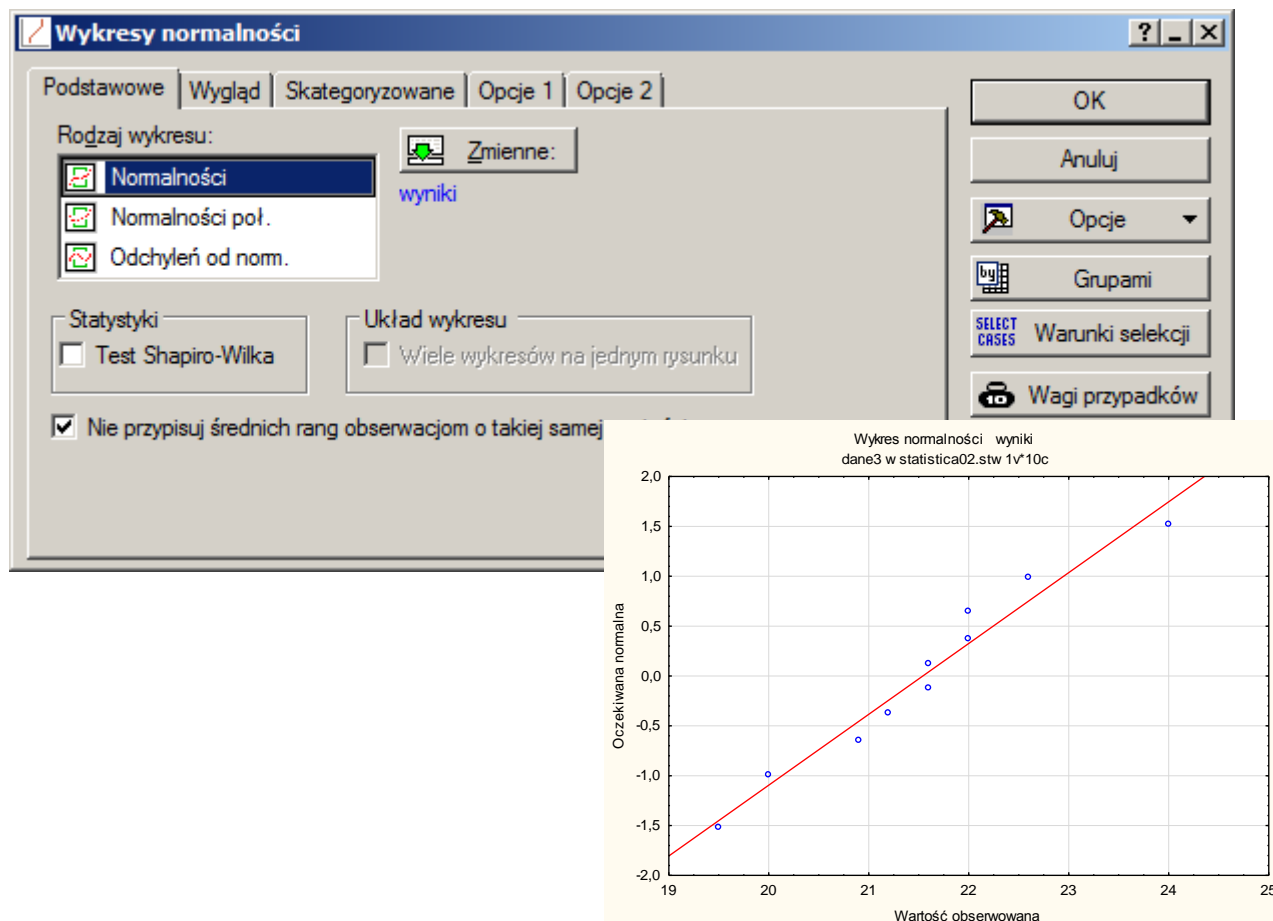 Wykresy normalności
Podstawowe Wygląd Skategoryzowane Opcje 1 Opcje 2
Rodzaj wykresu:
Normalności
Normalności poł.
Odchyleń od norm.
Zmienne:
wyniki
Statystyki
Test Shapiro-Wilka
Układ wykresu
Wiele wykresów na jednym rysunku
Nie przypisuj średnich rang obserwacjom o takiej samej
OK
Anuluj
Opcje
by Grupami
SELECT CASES Warunki selekcji
10 Wagi przypadków
Wykres normalności wyniki
dane3 w statistica02.stw 1v*10c
2,0
1,5
1,0
0,5
0,0
-0,5
-1,0
-1,5
-2,0
Oczekiwana normalna
19 20 21 22 23 24 25
Wartość obserwowana